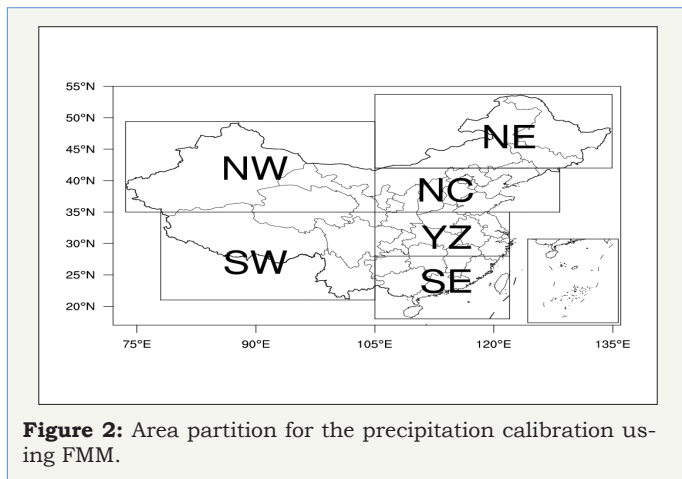 55°N
50°N
45°N
40°N
35°N
30°N
25°N
20°N
NE
NW
NC
YZ
SW
SE
75°E 90°E 105°E 120°E 135°E
Figure 2: Area partition for the precipitation calibration us-
ing FMM.